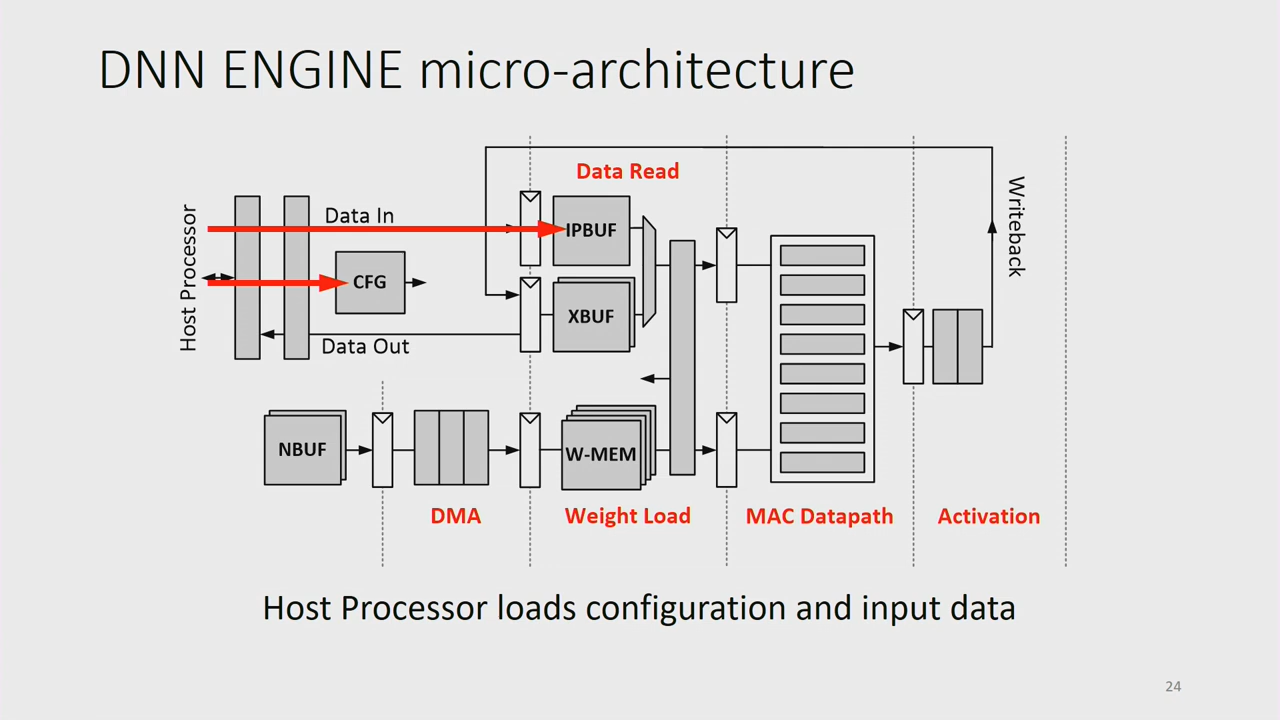 DNN ENGINE micro-architecture
Data Read
Host Processor
Data In
IPBUF
Writeback
CFG
XBUF
Data Out
NBUF
W-MEM
DMA
Weight Load
MAC Datapath
Activation
Host Processor loads configuration and input data
24